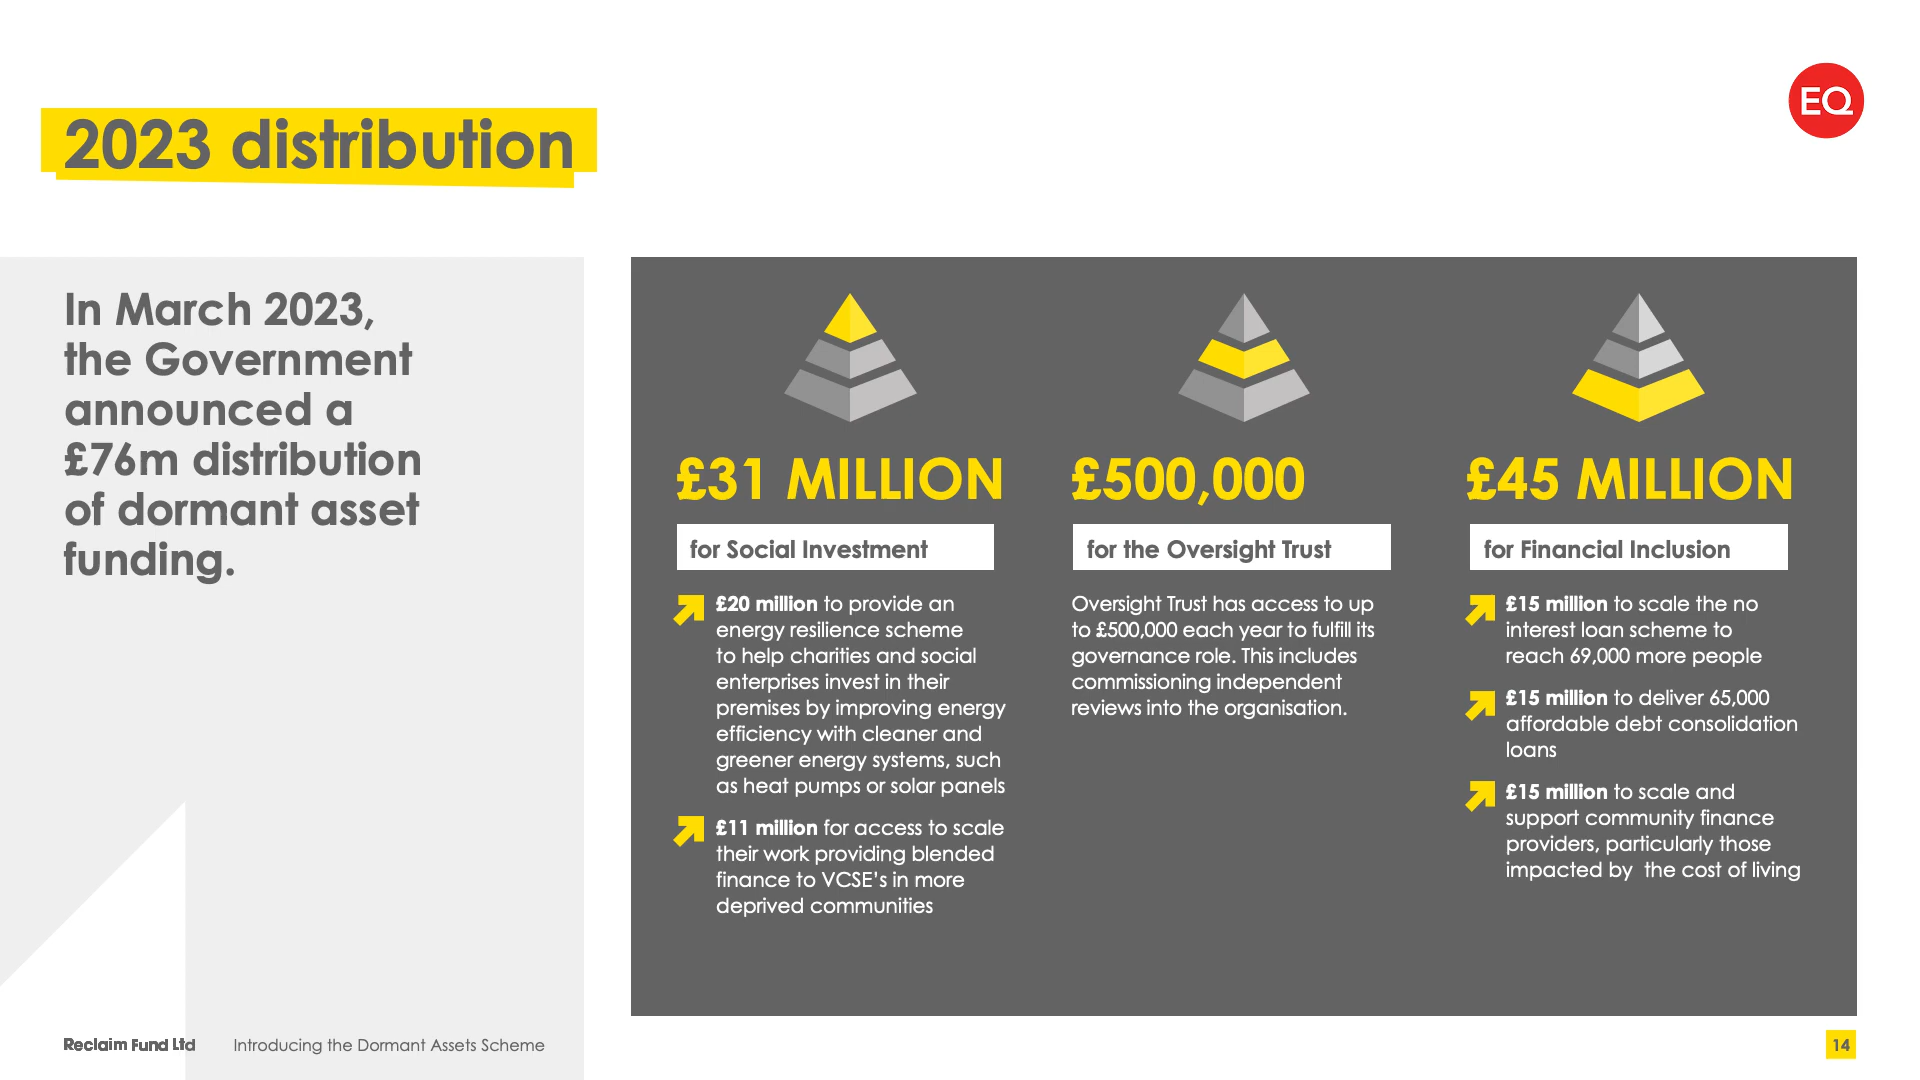 2023 distribution
EQ
In March 2023,
the Government
announced a
£76m distribution
of dormant asset
funding.
£31 MILLION
for Social Investment
£20 million to provide an
energy resilience scheme
to help charities and social
enterprises invest in their
premises by improving energy
efficiency with cleaner and
greener energy systems, such
as heat pumps or solar panels
£11 million for access to scale
their work providing blended
finance to VCSE's in more
deprived communities
£500,000
for the Oversight Trust
Oversight Trust has access to up
to £500,000 each year to fulfill its
governance role. This includes
commissioning independent
reviews into the organisation.
£45 MILLION
for Financial Inclusion
£15 million to scale the no
interest loan scheme to
reach 69,000 more people
£15 million to deliver 65,000
affordable debt consolidation
loans
£15 million to scale and
support community finance
providers, particularly those
impacted by  the cost of living
Reclaim Fund Ltd
Introducing the Dormant Assets Scheme
14